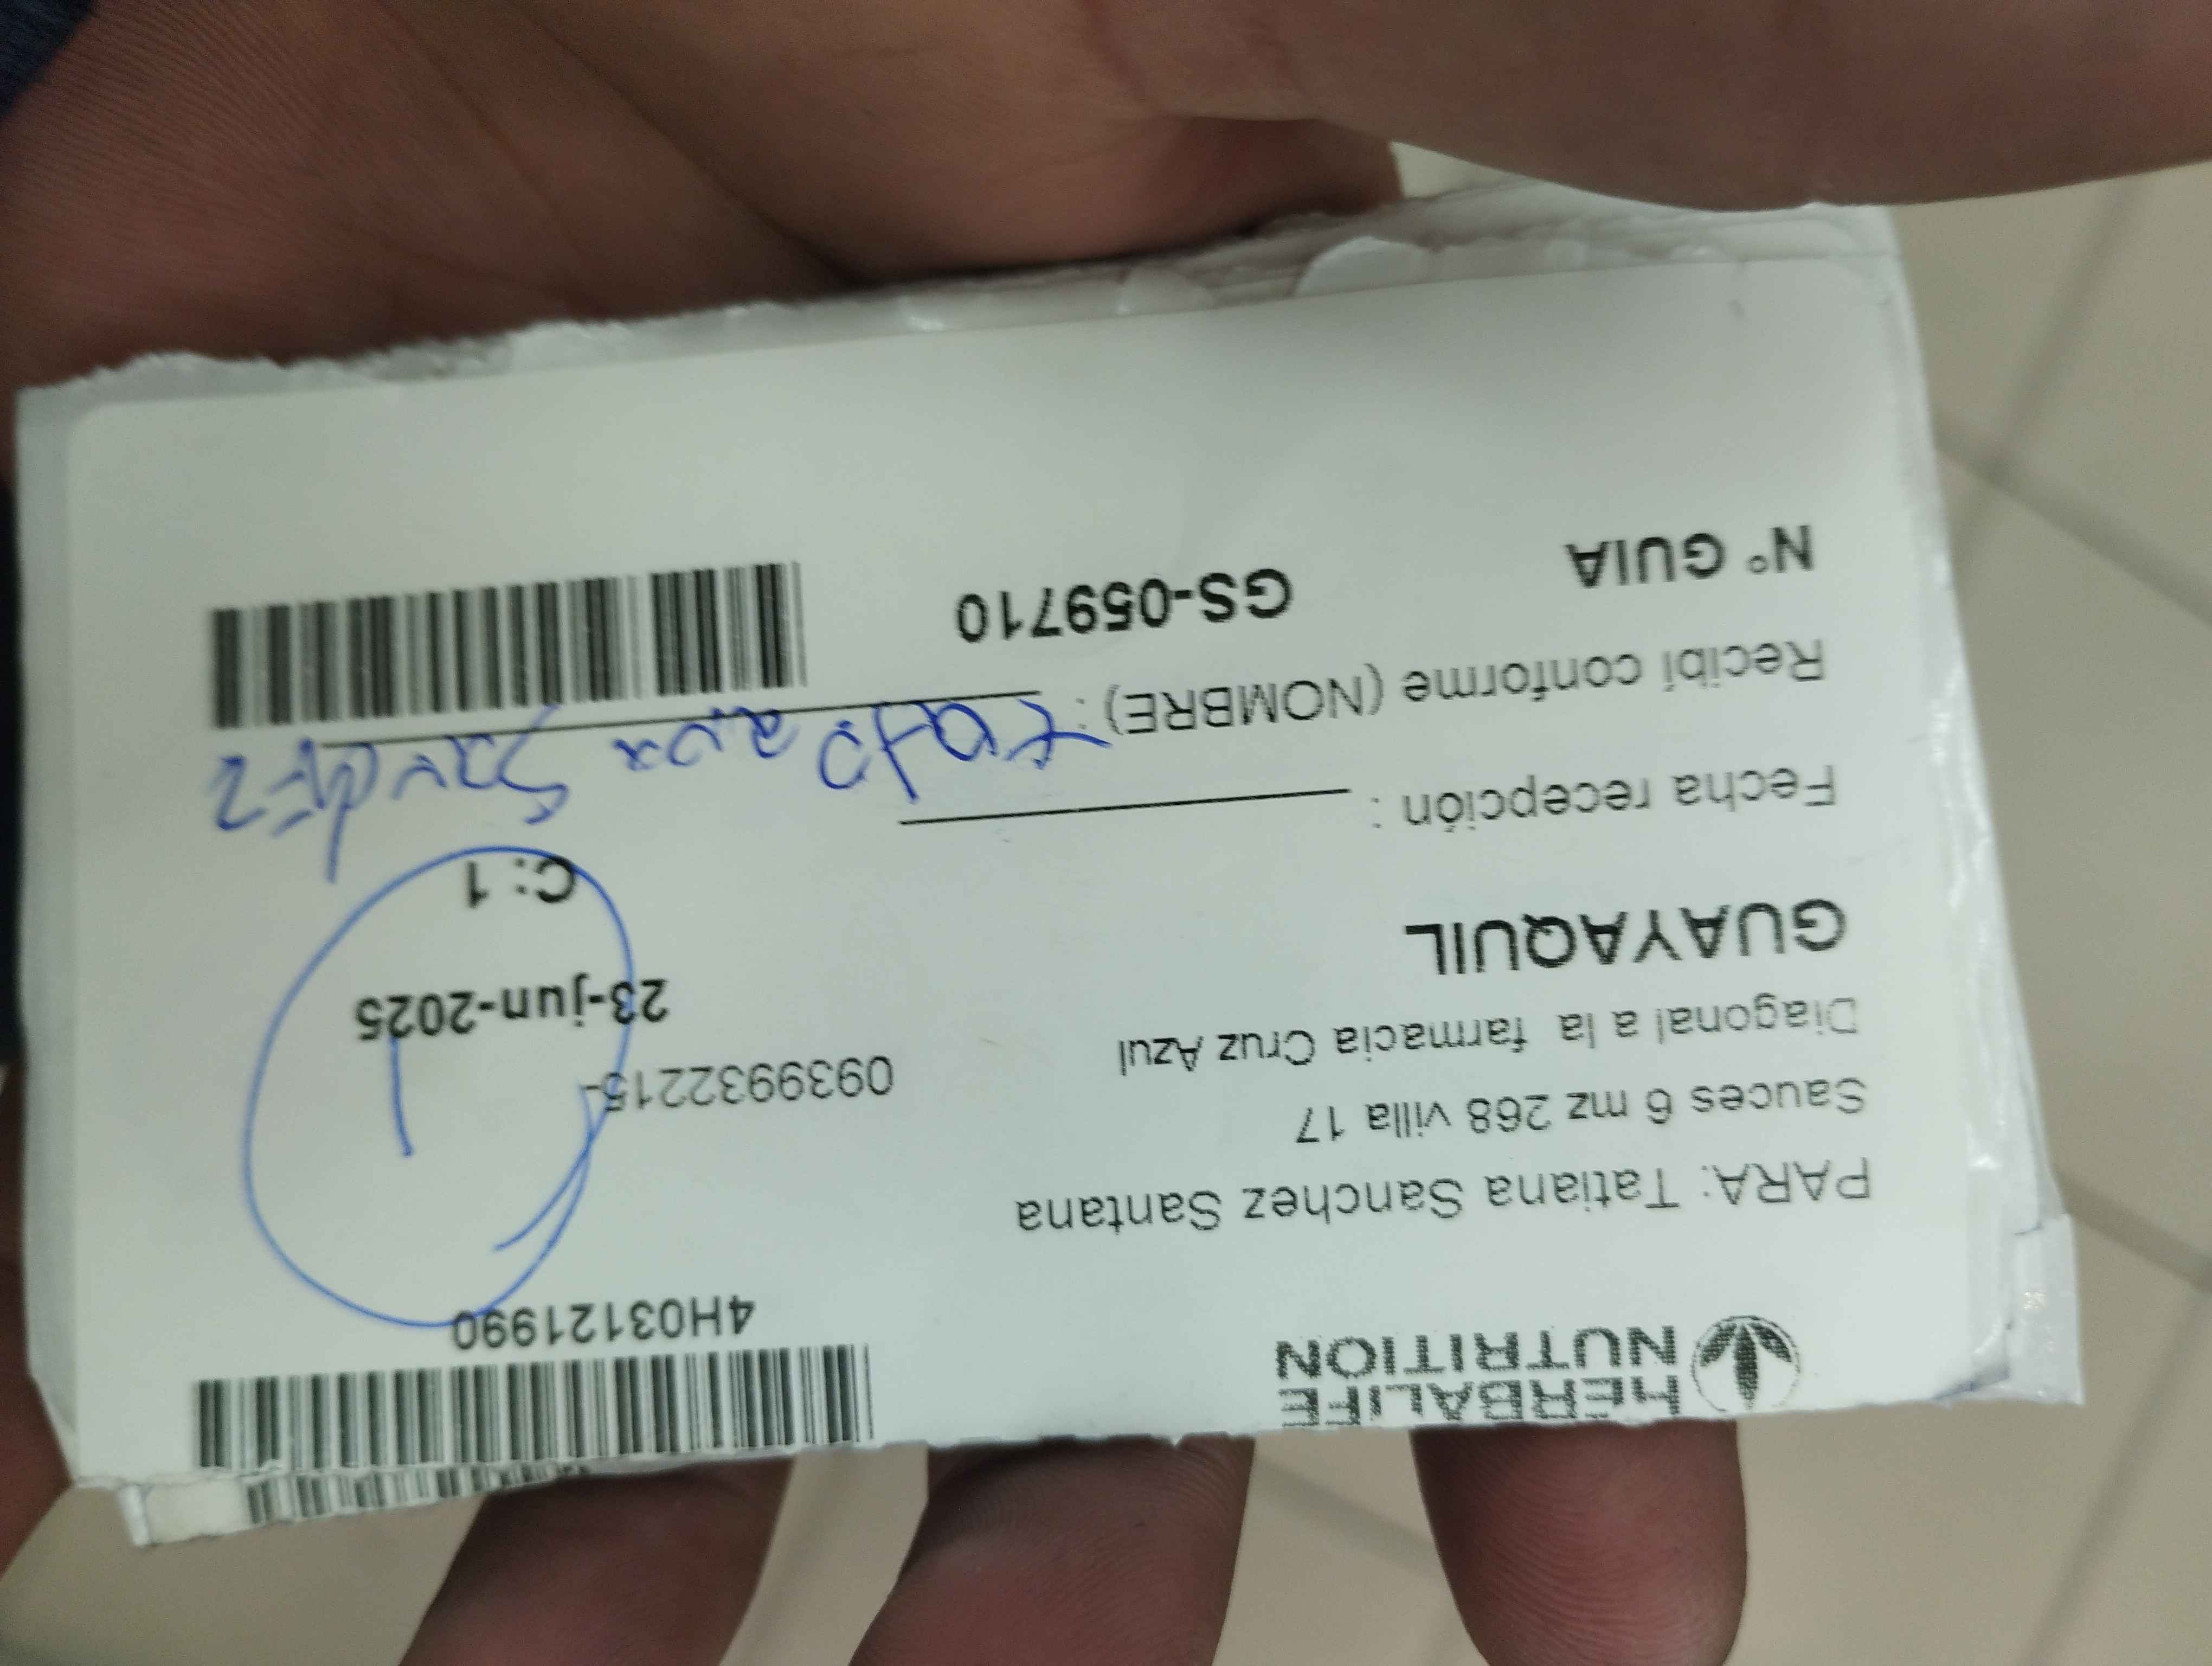 HERBALIFE
NUTRITION
4H03121990
PARA: Tatiana Sanchez Santana
Sauces 6 mz 268 villa 17
0939932215-
Diagonal a la farmacia Cruz Azul
23-jun-2025
GUAYAQUIL
C: 1
Fecha recepción :
Recibí conforme (NOMBRE) :
N° GUIA
GS-059710
1